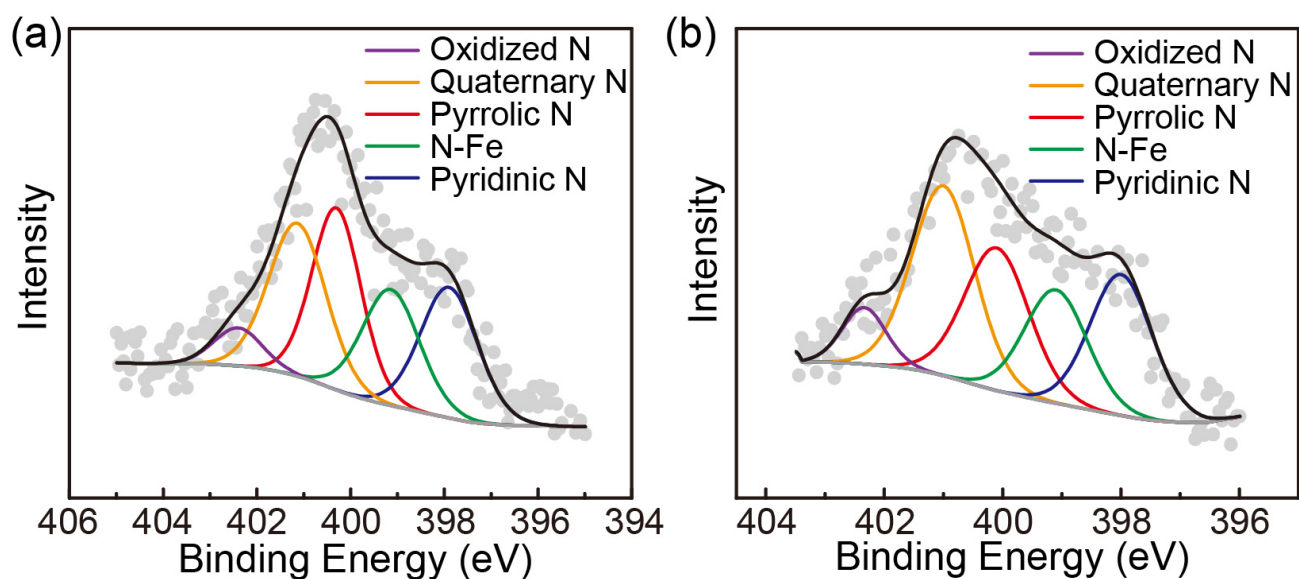 (a)
Oxidized N
Quaternary N
Pyrrolic N
N-Fe
Pyridinic N
Intensity
406 404 402 400 398 396 394
Binding Energy (eV)
(b)
Oxidized N
Quaternary N
Pyrrolic N
N-Fe
Pyridinic N
Intensity
404 402 400 398 396
Binding Energy (eV)